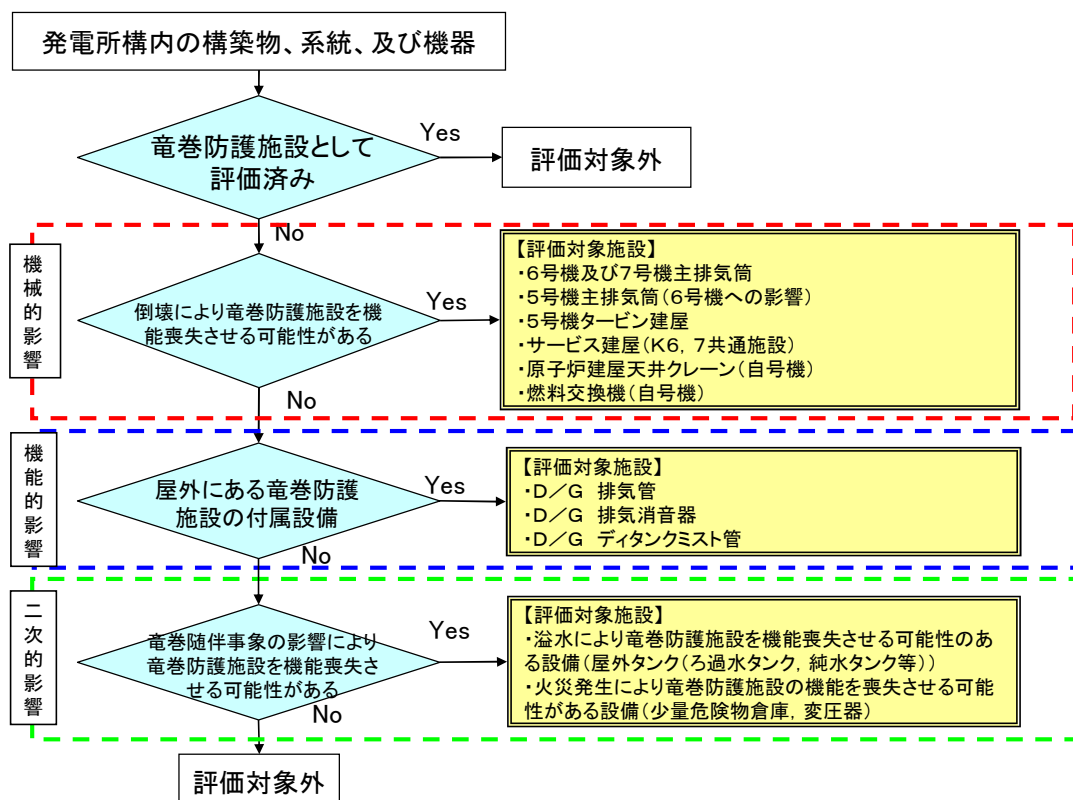 発電所構内の構築物、系統、及び機器
竜巻防護施設として
評価済み
Yes
評価対象外
No
機械的影響
倒壊により竜巻防護施設を機
能喪失させる可能性がある
Yes
【評価対象施設】
・6号機及び7号機主排気筒
・5号機主排気筒(6号機への影響)
・5号機タービン建屋
・サービス建屋(K6, 7共通施設)
・原子炉建屋天井クレーン(自号機)
・燃料交換機(自号機)
No
機能的影響
屋外にある竜巻防護
施設の付属設備
Yes
【評価対象施設】
・D/G 排気管
・D/G 排気消音器
・D/G ディタンクミスト管
No
二次的影響
竜巻随伴事象の影響により
竜巻防護施設を機能喪失さ
せる可能性がある
Yes
【評価対象施設】
・溢水により竜巻防護施設を機能喪失させる可能性のあ
る設備(屋外タンク(ろ過水タンク, 純水タンク等))
・火災発生により竜巻防護施設の機能を喪失させる可能
性がある設備(少量危険物倉庫, 変圧器)
No
評価対象外